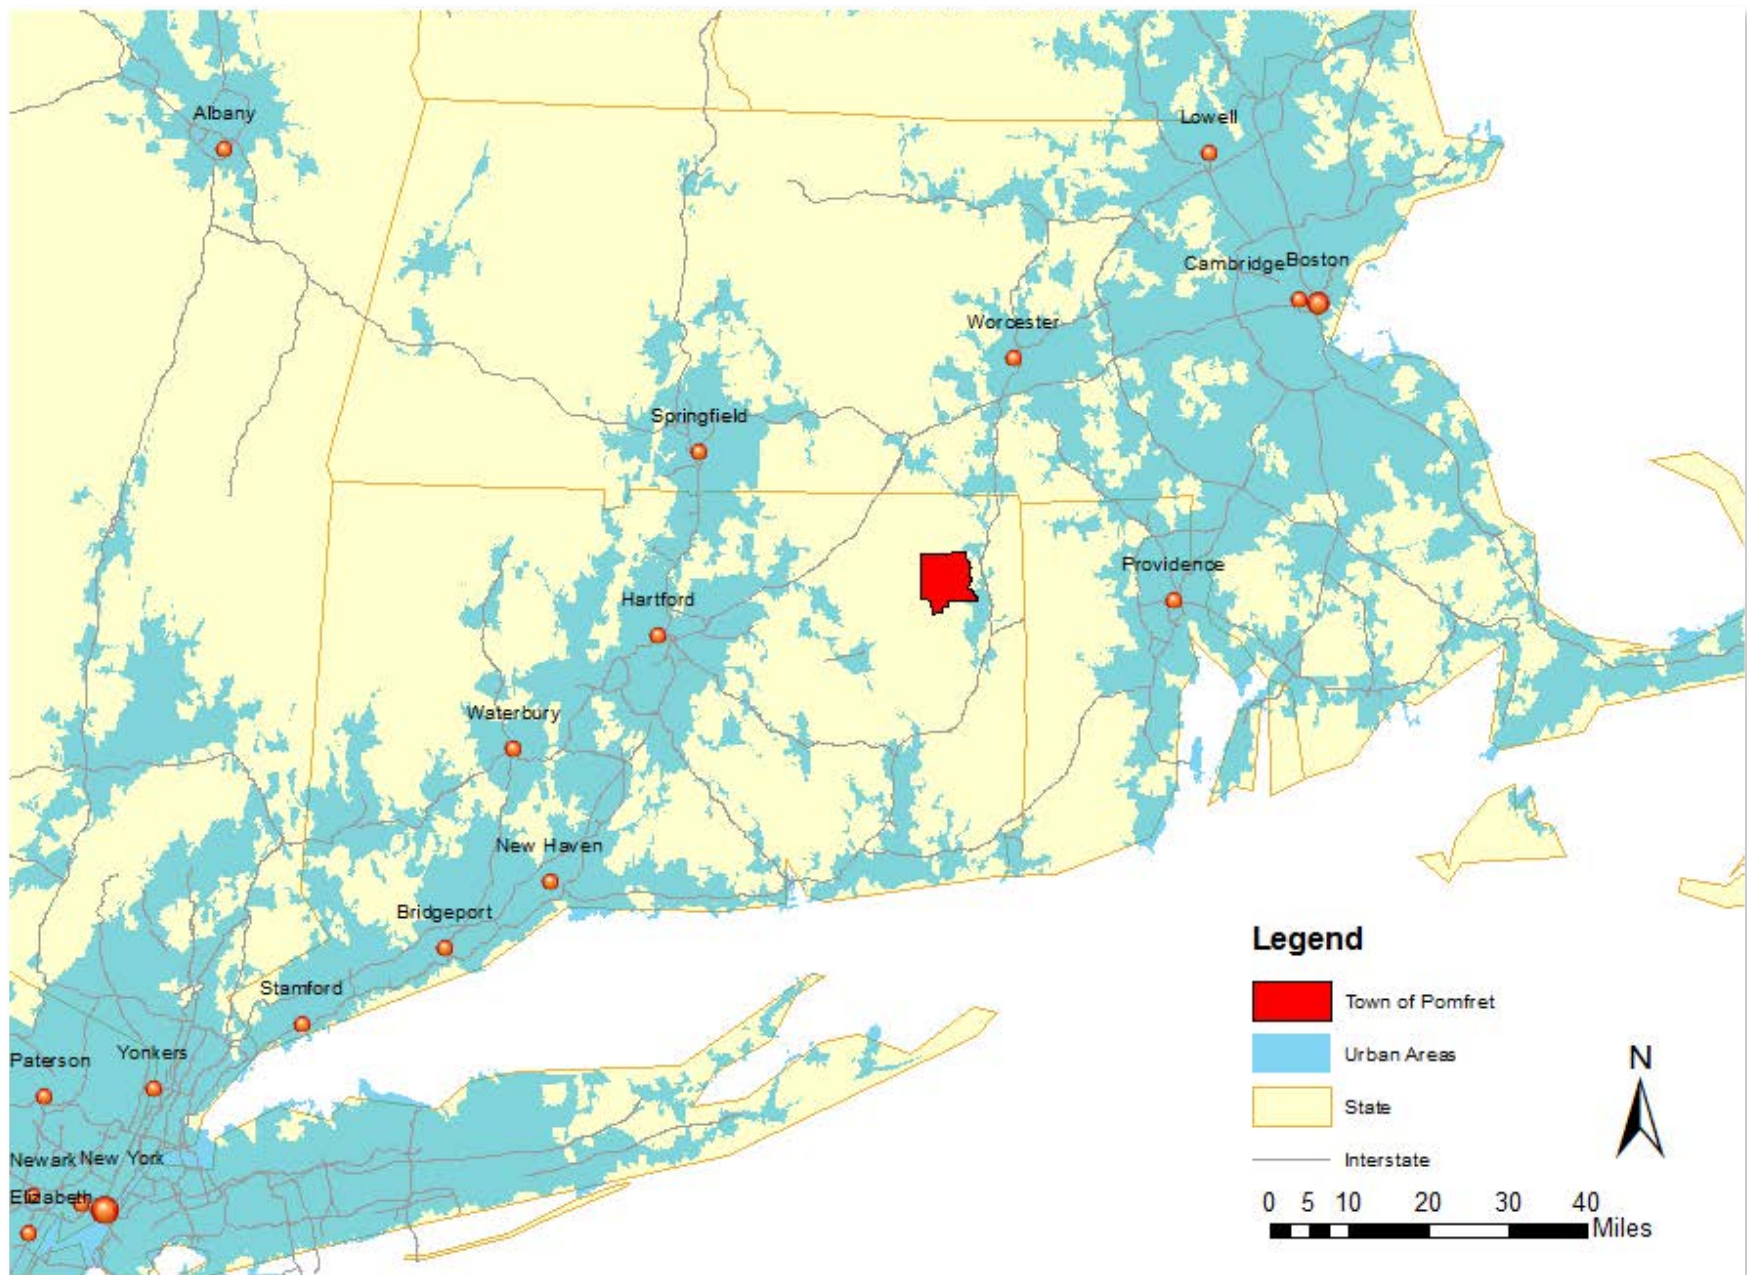 Albany
Lowell
Cambridge Boston
Worcester
Springfield
Providence
Hartford
Waterbury
New Haven
Bridgeport
Stamford
Paterson
Yonkers
Newark New York
Elizabeth
Legend
Town of Pomfret
Urban Areas
State
Interstate
N
0 5 10 20 30 40
Miles